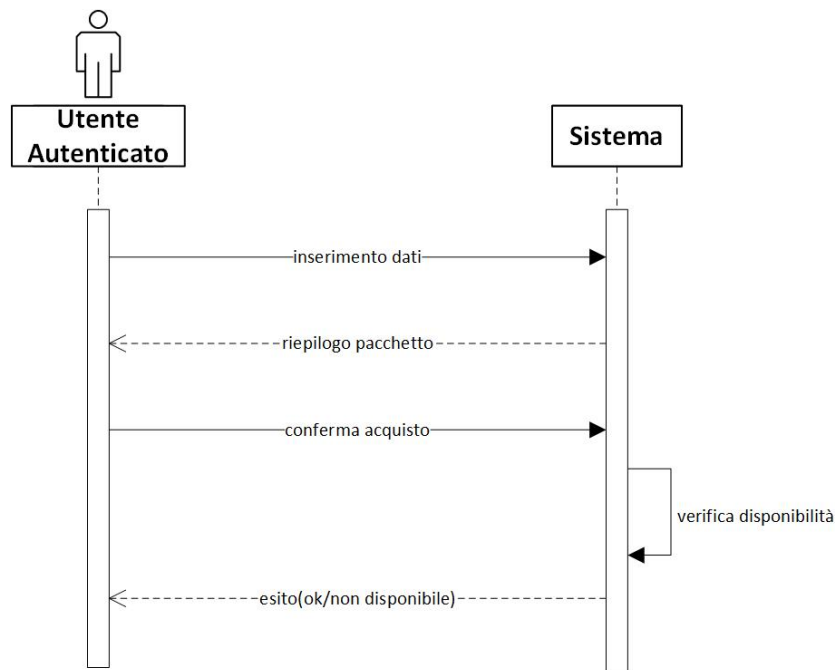 Utente
Autenticato
Sistema
inserimento dati
riepilogo pacchetto
conferma acquisto
verifica disponibilità
esito(ok/non disponibile)